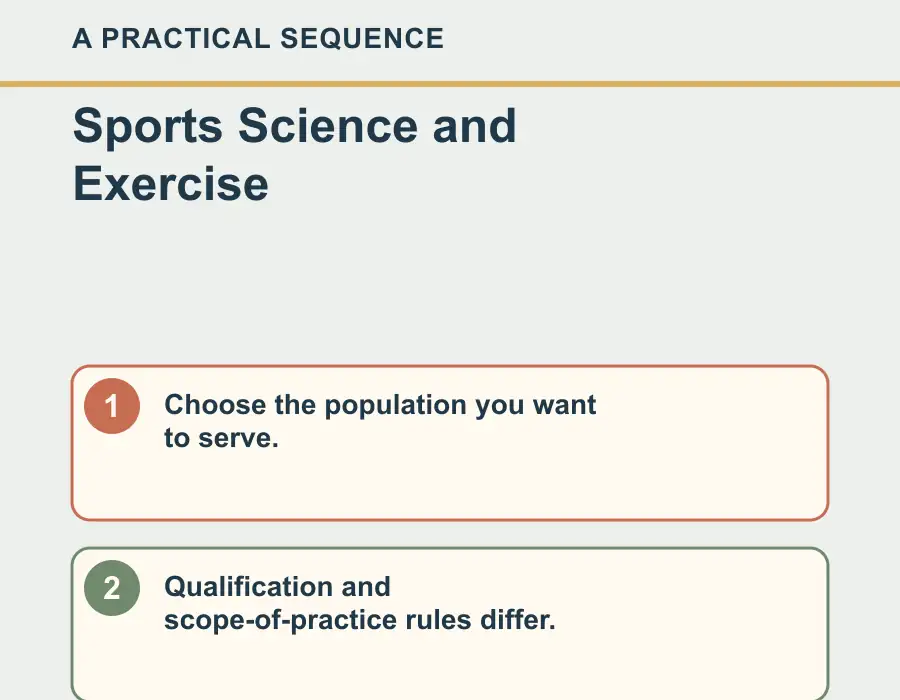 A PRACTICAL SEQUENCE
Sports Science and
Exercise
1
Choose the population you want
to serve.
2
Qualification and
scope-of-practice rules differ.